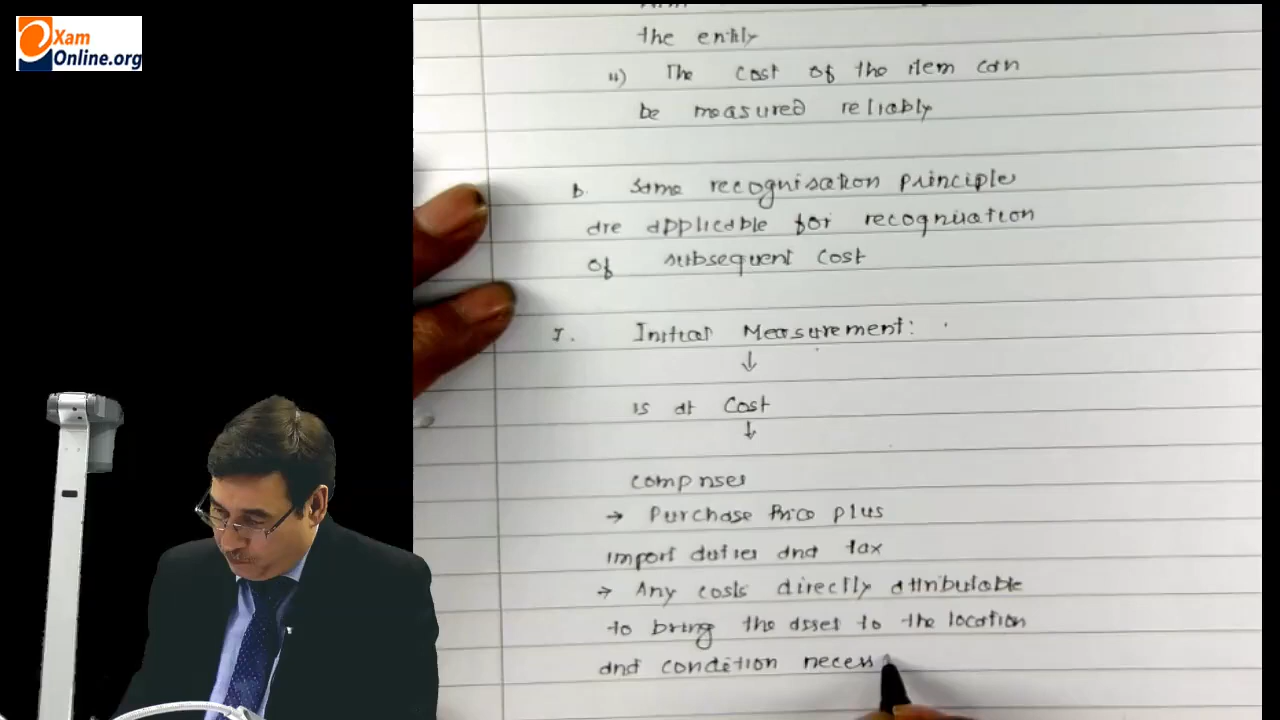 Xam
Online.org
the entity
ii) The cost of the item can
be measured reliably
b. Same recognisation principle
are applicable for recognisation
of subsequent cost
I. Initial Measurement:
is at Cost
comprises
→ Purchase Price plus
import duties and tax
→ Any costs directly attributable
to bring the asset to the location
and condition necess